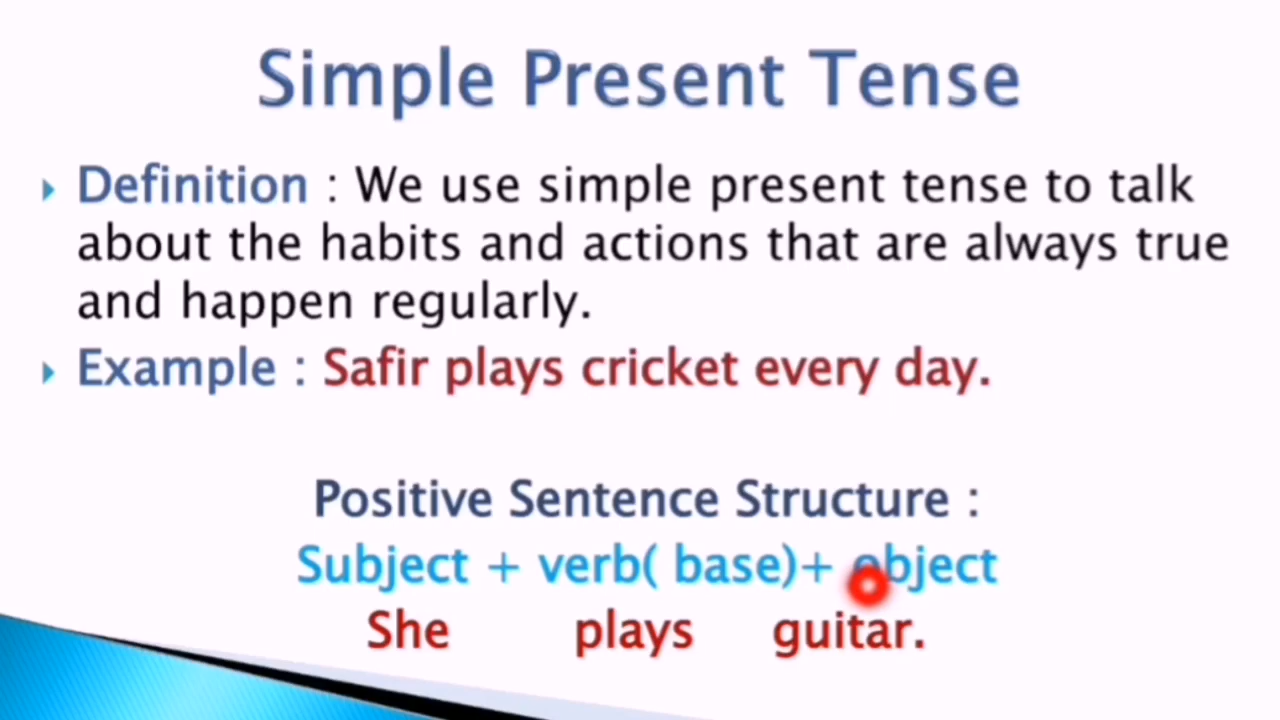 Simple Present Tense
Definition : We use simple present tense to talk
about the habits and actions that are always true
and happen regularly.
Example : Safir plays cricket every day.
Positive Sentence Structure :
Subject + verb( base)+ object
She plays guitar.